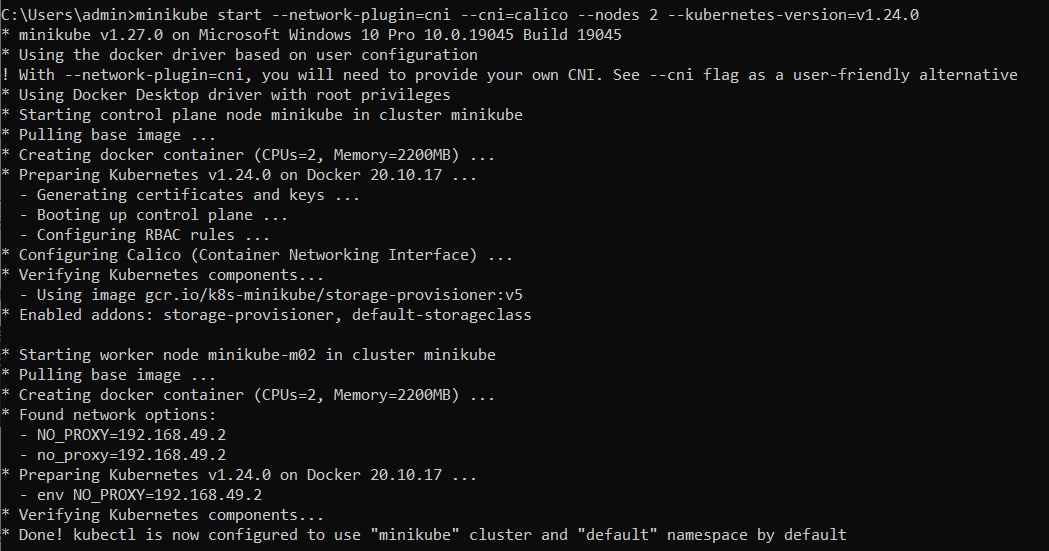 C:\Users\admin>minikube start --network-plugin=cni --cni=calico --nodes 2 --kubernetes-version=v1.24.0
* minikube v1.27.0 on Microsoft Windows 10 Pro 10.0.19045 Build 19045
* Using the docker driver based on user configuration
! With --network-plugin=cni, you will need to provide your own CNI. See --cni flag as a user-friendly alternative
* Using Docker Desktop driver with root privileges
* Starting control plane node minikube in cluster minikube
* Pulling base image ...
* Creating docker container (CPUs=2, Memory=2200MB) ...
* Preparing Kubernetes v1.24.0 on Docker 20.10.17 ...
  - Generating certificates and keys ...
  - Booting up control plane ...
  - Configuring RBAC rules ...
* Configuring Calico (Container Networking Interface) ...
* Verifying Kubernetes components...
  - Using image gcr.io/k8s-minikube/storage-provisioner:v5
* Enabled addons: storage-provisioner, default-storageclass

* Starting worker node minikube-m02 in cluster minikube
* Pulling base image ...
* Creating docker container (CPUs=2, Memory=2200MB) ...
* Found network options:
  - NO_PROXY=192.168.49.2
  - no_proxy=192.168.49.2
* Preparing Kubernetes v1.24.0 on Docker 20.10.17 ...
  - env NO_PROXY=192.168.49.2
* Verifying Kubernetes components...
* Done! kubectl is now configured to use "minikube" cluster and "default" namespace by default